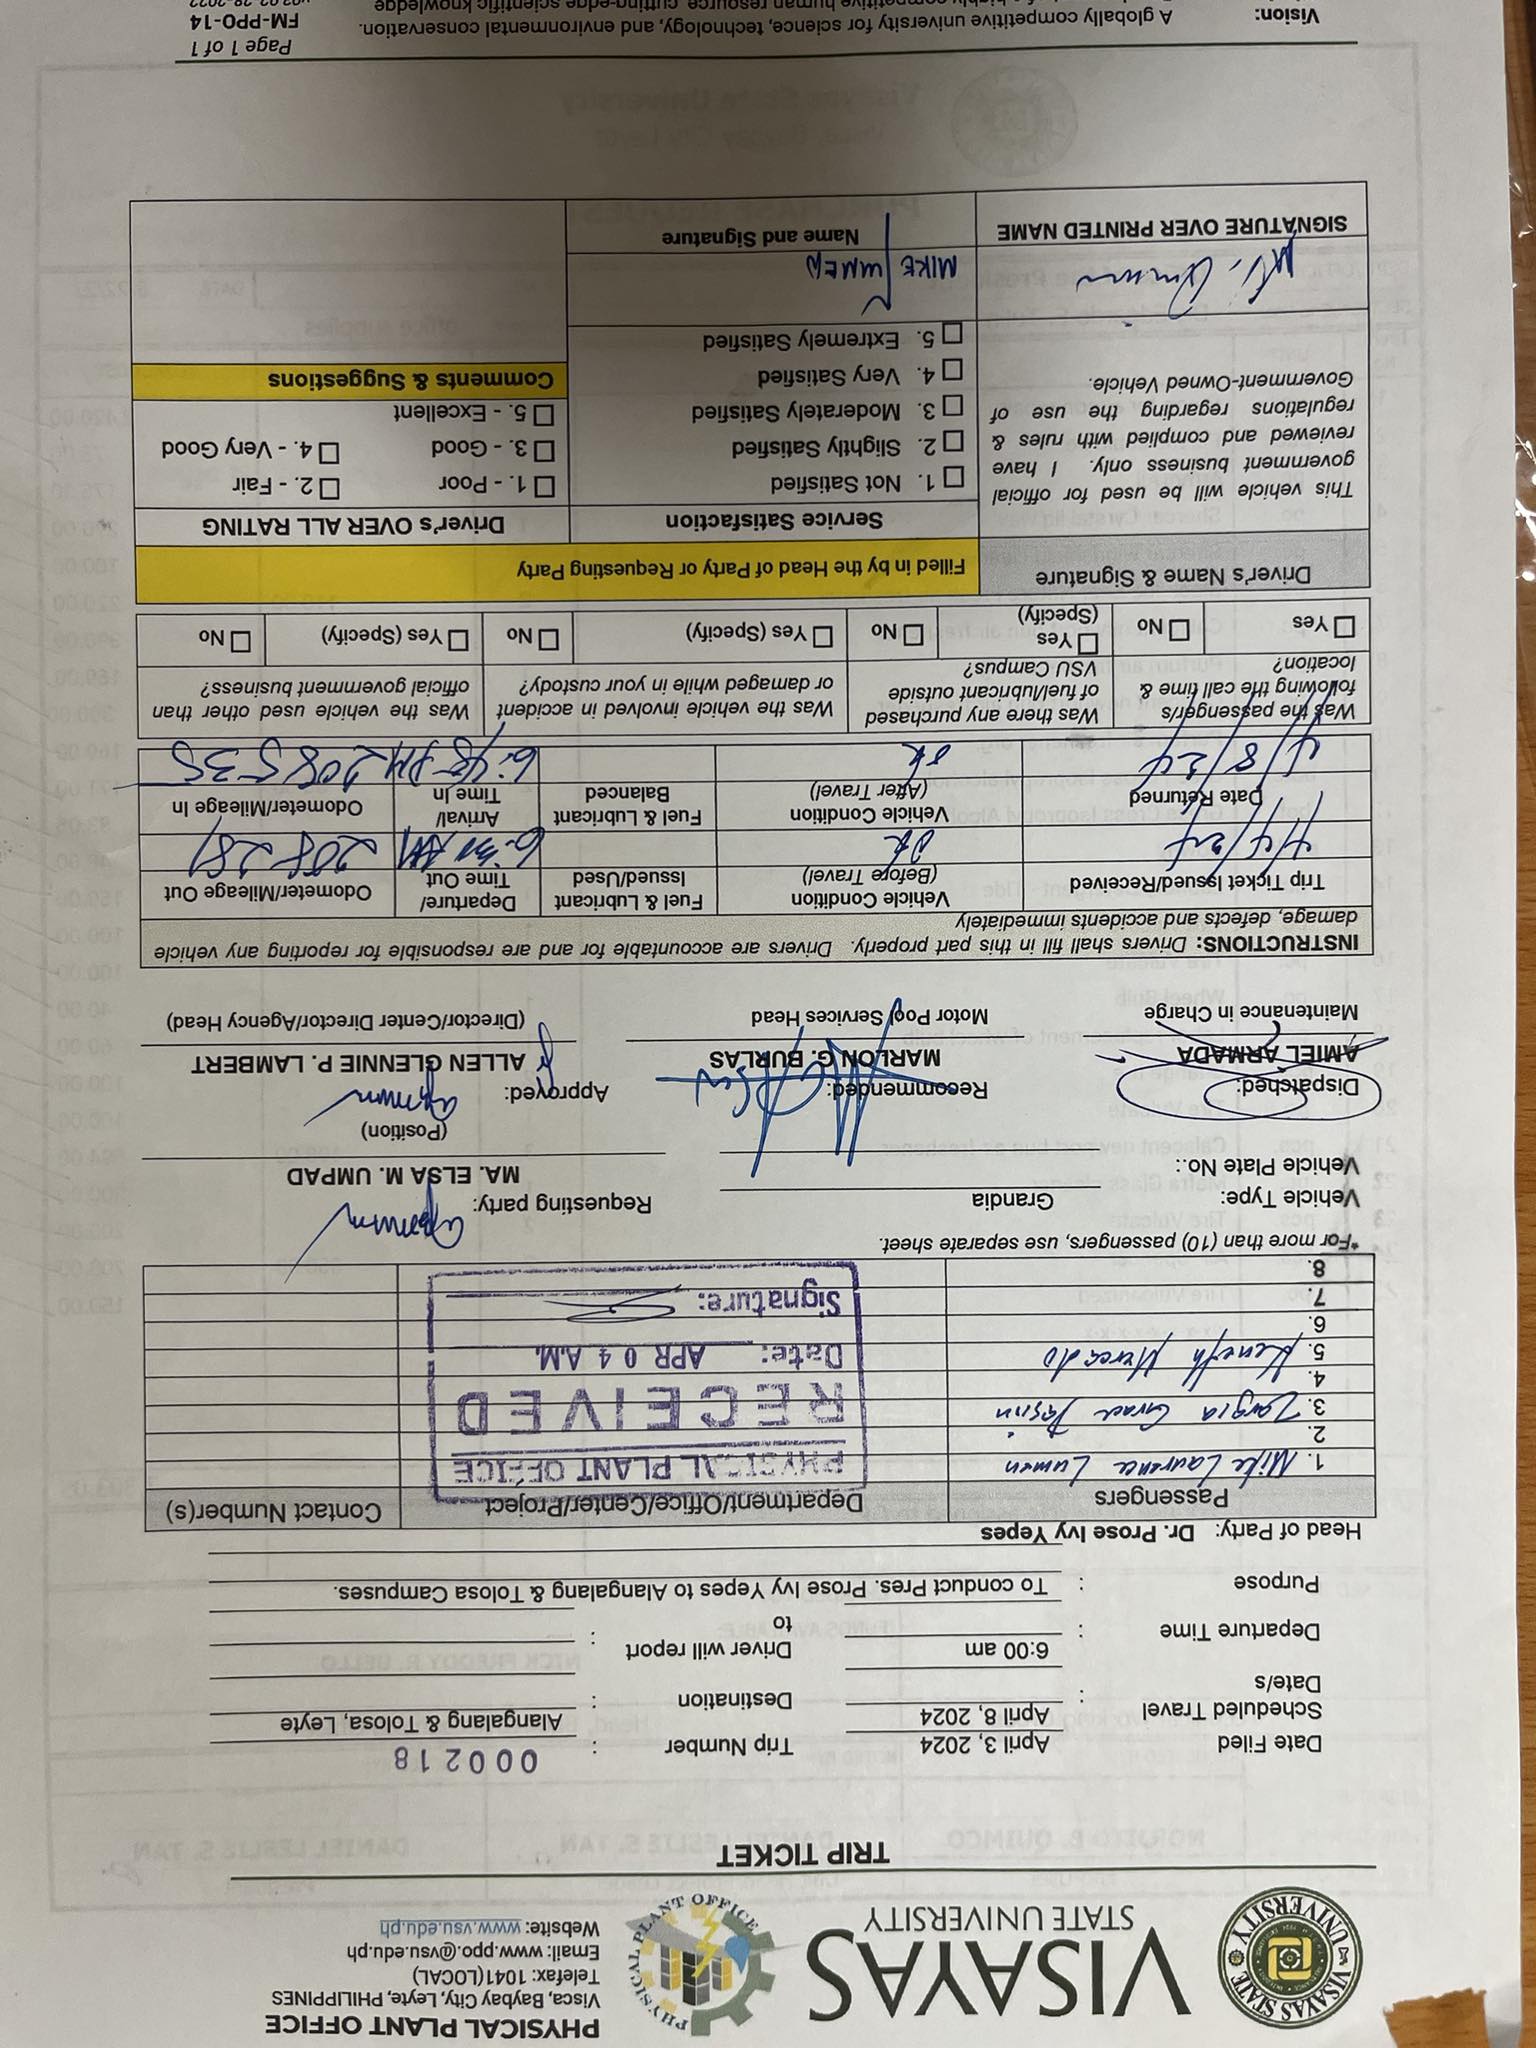 VISAYAS
STATE UNIVERSITY
VISAYAS STATE UNIVERSITY
PHYSICAL PLANT OFFICE
PHYSICAL PLANT OFFICE
Visca, Baybay City, Leyte, PHILIPPINES
Telefax: 1041(LOCAL)
Email: www.ppo.@vsu.edu.ph
Website: www.vsu.edu.ph
TRIP TICKET
Date Filed April 3, 2024 Trip Number : 000218
Scheduled Travel Date/s : April 8, 2024 Destination : Alangalang & Tolosa, Leyte
Departure Time : 6:00 am Driver will report to :
Purpose : To conduct Pres. Prose Ivy Yepes to Alangalang & Tolosa Campuses.
Head of Party: Dr. Prose Ivy Yepes
Passengers Department/Office/Center/Project Contact Number(s)
1. Mike Laurence Lumen
2.
3.
4.
5. Kenneth Mercado
6.
7.
8.
PHYSICAL PLANT OFFICE
RECEIVED
Date: APR 04 A.M.
Signature:
*For more than (10) passengers, use separate sheet.
Vehicle Type: Grandia
Vehicle Plate No.:
Requesting party:
MA. ELSA M. UMPAD
(Position)
Dispatched: Recommended: Approved:
AMIEL ARMADA MARLON G. BURLAS ALLEN GLENNIE P. LAMBERT
Maintenance in Charge Motor Pool Services Head (Director/Center Director/Agency Head)
INSTRUCTIONS: Drivers shall fill in this part properly. Drivers are accountable for and are responsible for reporting any vehicle
damage, defects and accidents immediately
Trip Ticket Issued/Received Vehicle Condition (Before Travel) Fuel & Lubricant Issued/Used Departure/ Time Out Odometer/Mileage Out
4/4/24 OK 6:30 AM 208281
Date Returned Vehicle Condition (After Travel) Fuel & Lubricant Balanced Arrival/ Time In Odometer/Mileage In
4/8/24 OK 6:45 PM 208535
Was the passenger/s following the call time & location?
Was there any purchased of fuel/lubricant outside VSU Campus?
Was the vehicle involved in accident or damaged while in your custody?
Was the vehicle used other than official government business?
Yes No Yes (Specify) No Yes (Specify) No Yes (Specify) No
Driver's Name & Signature
Filled in by the Head of Party or Requesting Party
This vehicle will be used for official
government business only. I have
reviewed and complied with rules &
regulations regarding the use of
Government-Owned Vehicle.
SIGNATURE OVER PRINTED NAME
Service Satisfaction
1. Not Satisfied
2. Slightly Satisfied
3. Moderately Satisfied
4. Very Satisfied
5. Extremely Satisfied
MIKE LUMEN
Name and Signature
Driver's OVER ALL RATING
1. - Poor 2. - Fair
3. - Good 4. - Very Good
5. - Excellent
Comments & Suggestions
Vision: A globally competitive university for science, technology, and environmental conservation.
Page 1 of 1
FM-PPO-14